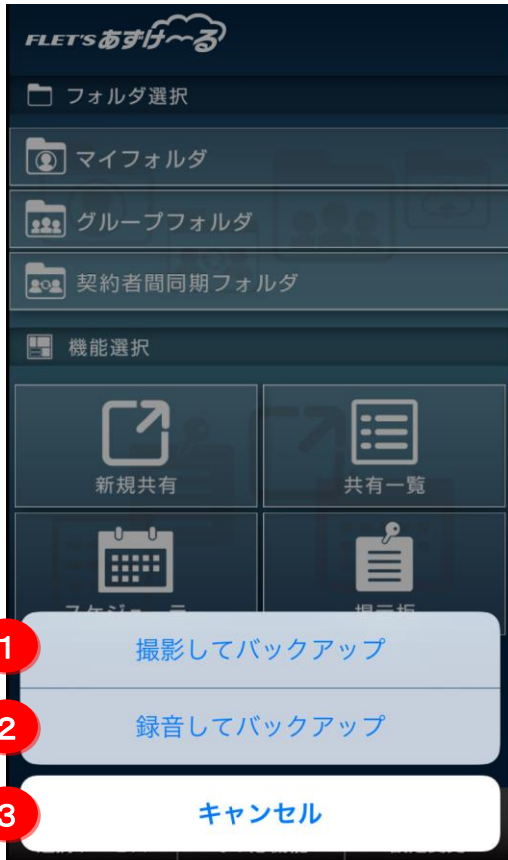 FLET'S あずけ～る
フォルダ選択
マイフォルダ
グループフォルダ
契約者間同期フォルダ
機能選択
新規共有
共有一覧
1
撮影してバックアップ
2
録音してバックアップ
3
キャンセル